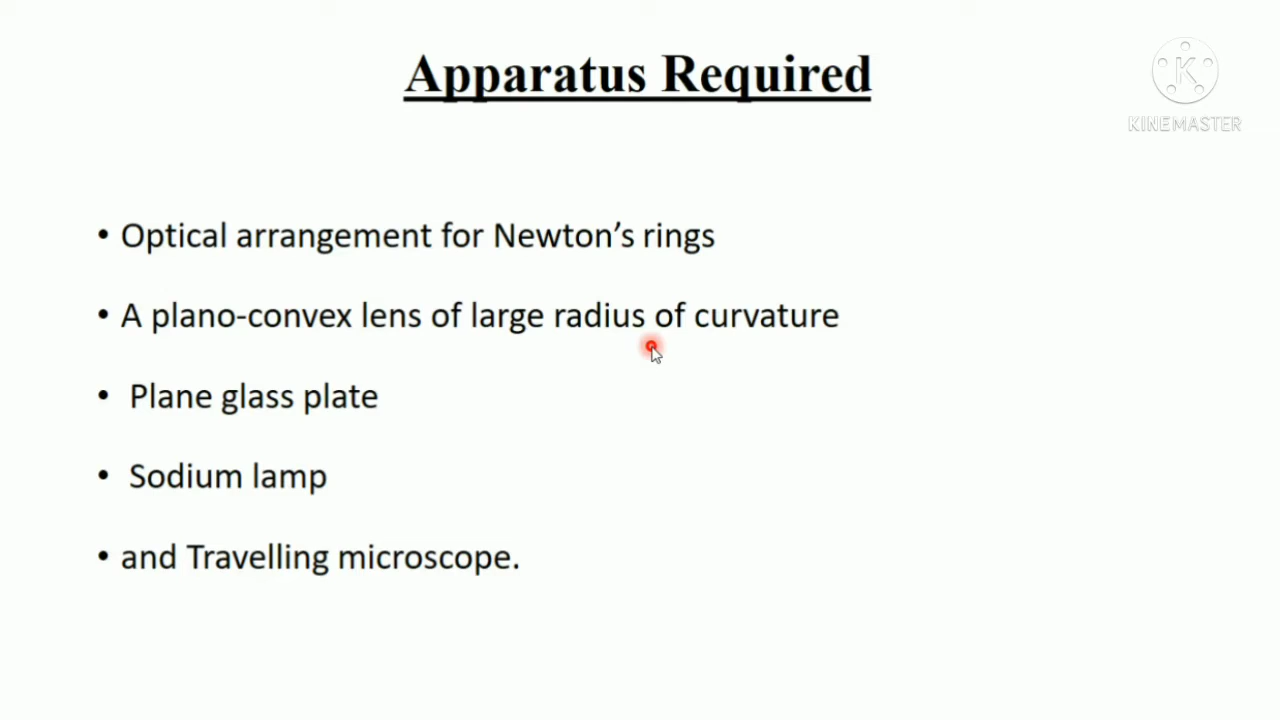 Apparatus Required
K
KINEMASTER
• Optical arrangement for Newton’s rings
• A plano-convex lens of large radius of curvature
• Plane glass plate
• Sodium lamp
• and Travelling microscope.